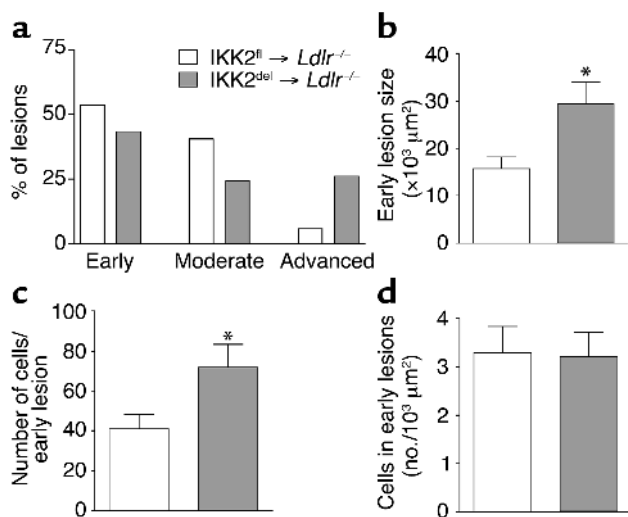 a
% of lesions
75
50
25
0
IKK2ᶠˡ → Ldlr⁻/⁻
IKK2ᵈᵉˡ → Ldlr⁻/⁻
Early Moderate Advanced
b
Early lesion size
(×10³ μm²)
40
30
20
10
0
*
c
Number of cells/
early lesion
100
80
60
40
20
0
*
d
Cells in early lesions
(no./10³ μm²)
4
3
2
1
0